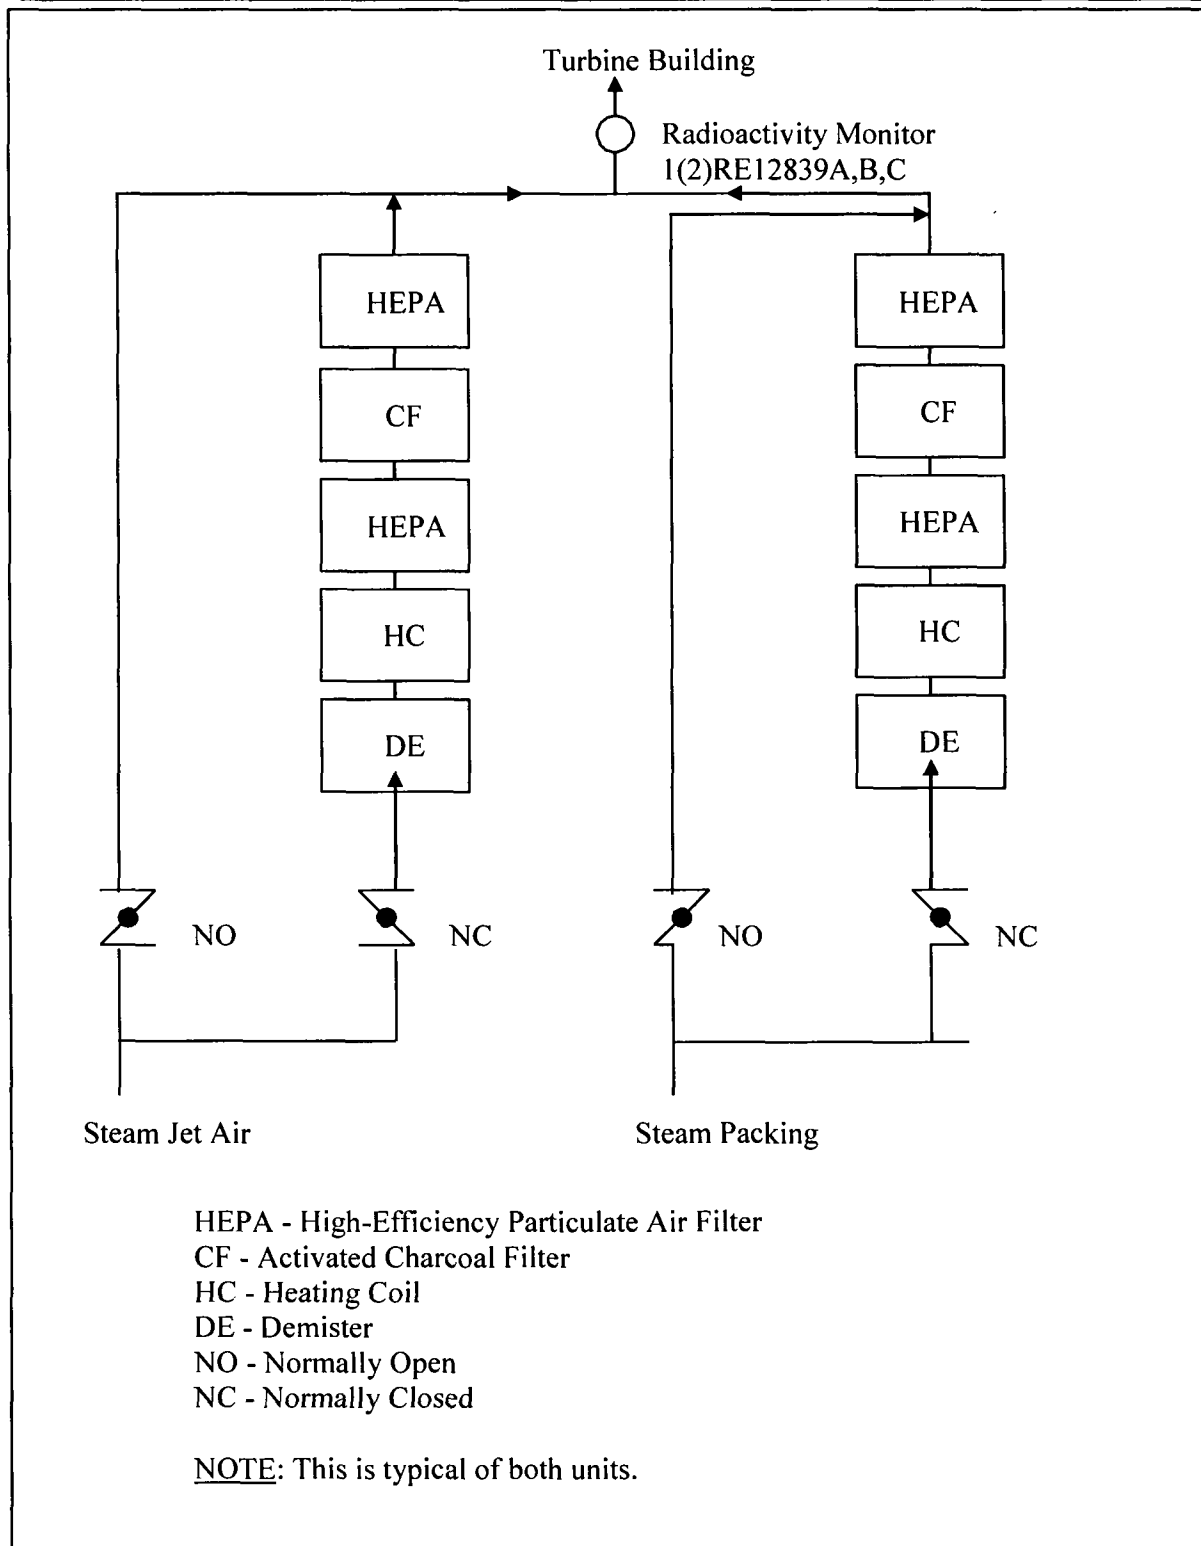 Turbine Building
Radioactivity Monitor
1(2)RE12839A,B,C
HEPA
HEPA
CF
CF
HEPA
HEPA
HC
HC
DE
DE
NO
NC
NO
NC
Steam Jet Air
Steam Packing
HEPA - High-Efficiency Particulate Air Filter
CF - Activated Charcoal Filter
HC - Heating Coil
DE - Demister
NO - Normally Open
NC - Normally Closed
NOTE: This is typical of both units.